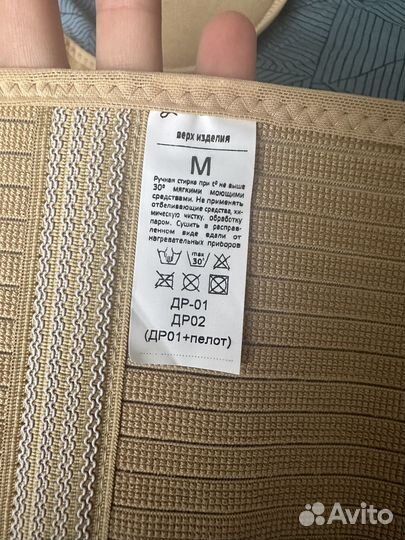 верх изделия
M
Ручная стирка при t° не выше
30° мягкими моющими
средствами. Не применять
отбеливающие средства, хи-
мическую чистку, обработку
паром. Сушить в расправ-
ленном виде вдали от
нагревательных приборов
max
30°
ДР-01
ДР02
(ДР01+пелот)
Avito